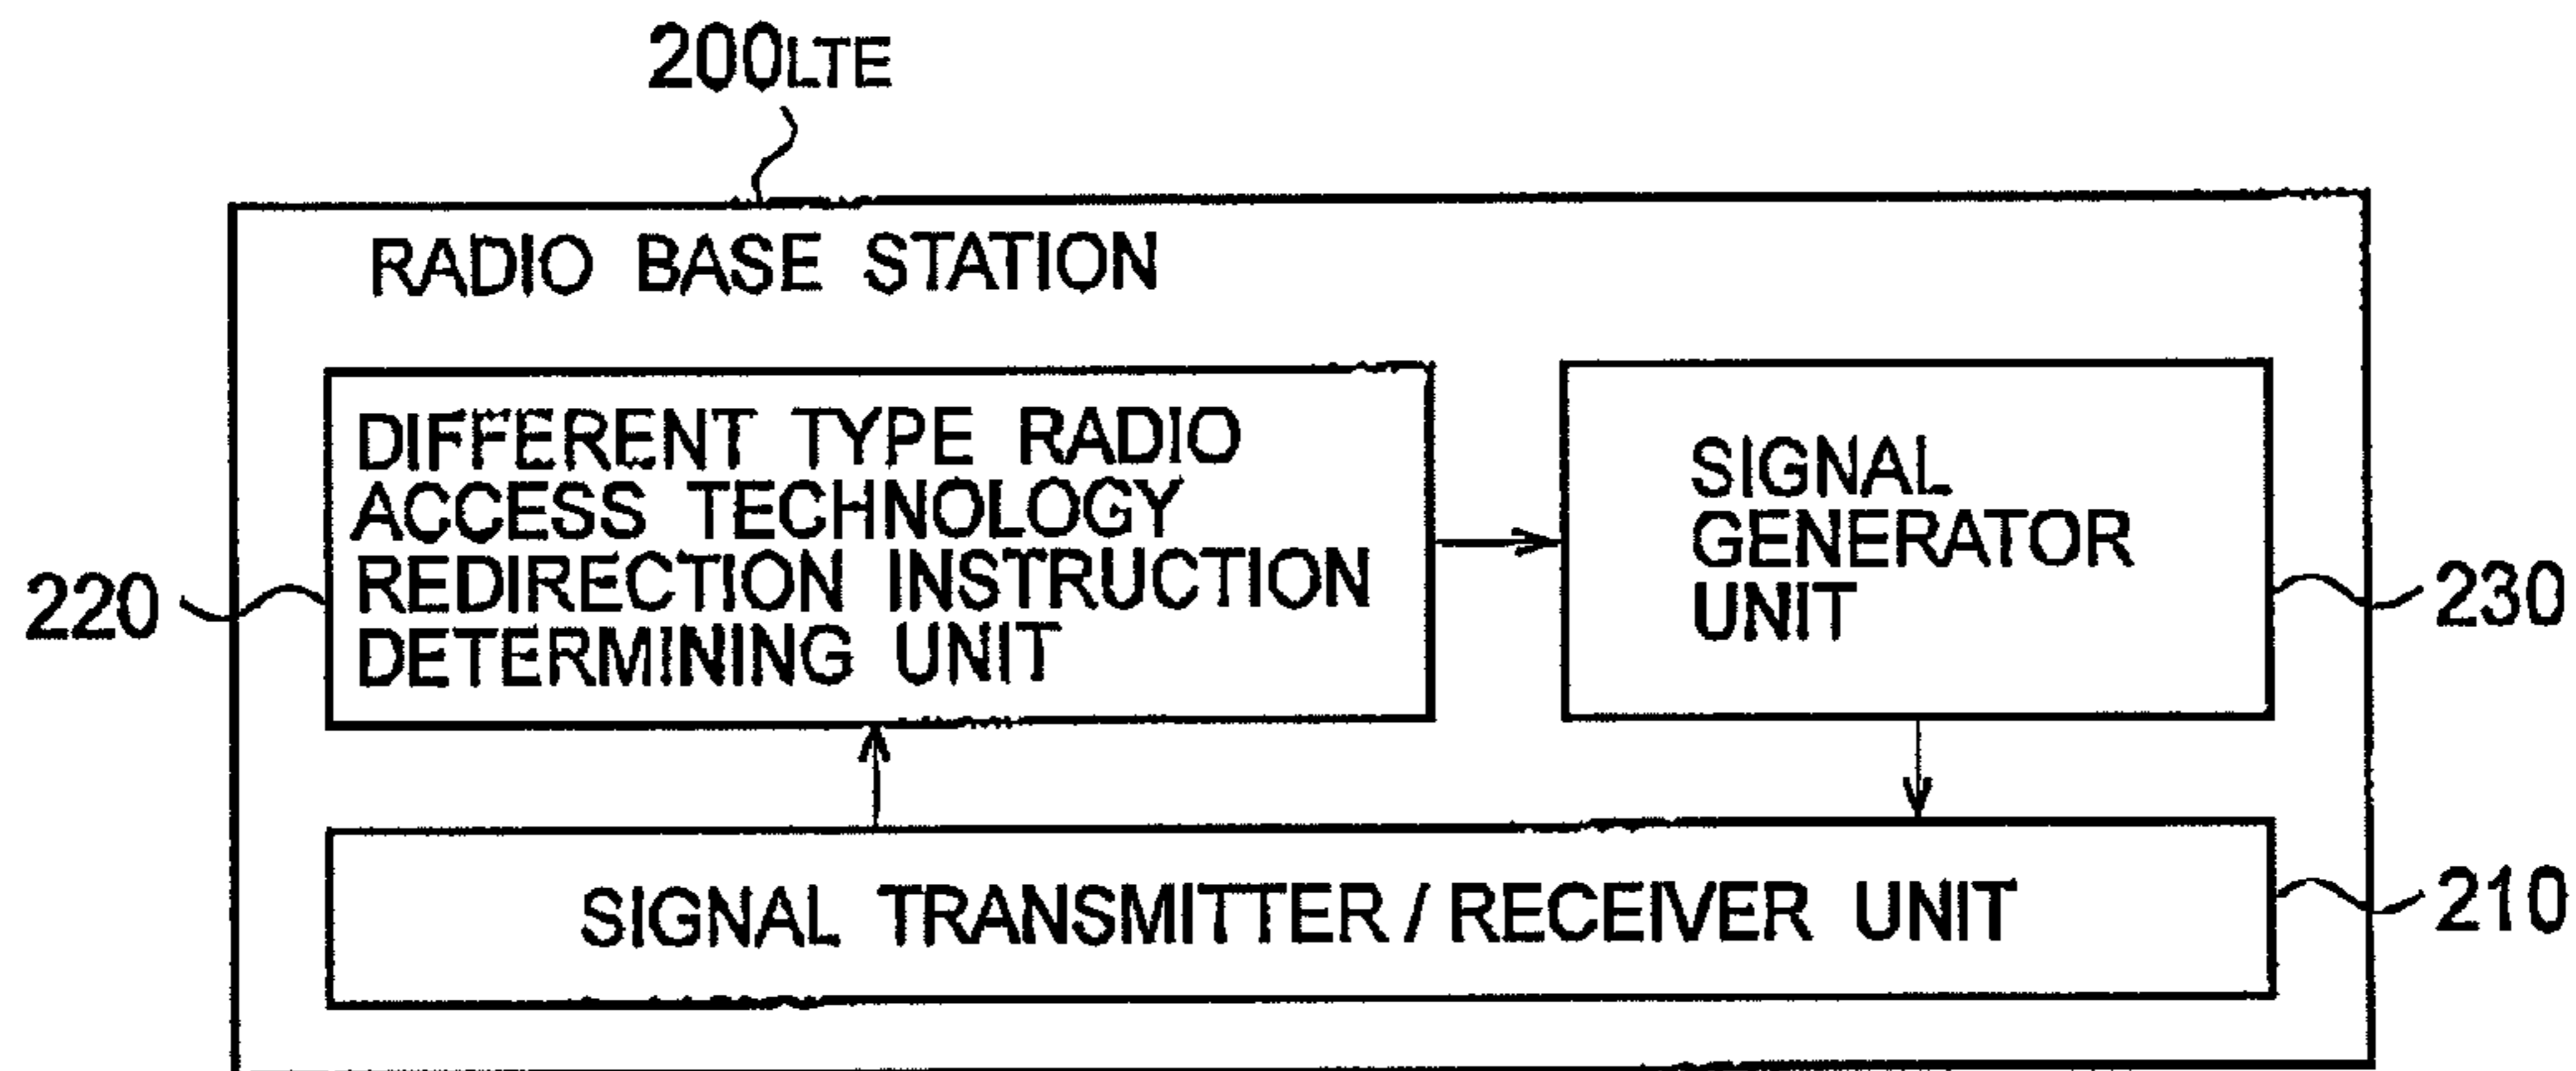 200LTE
RADIO BASE STATION
DIFFERENT TYPE RADIO
ACCESS TECHNOLOGY
REDIRECTION INSTRUCTION
DETERMINING UNIT
220
SIGNAL
GENERATOR
UNIT
230
SIGNAL TRANSMITTER / RECEIVER UNIT
210